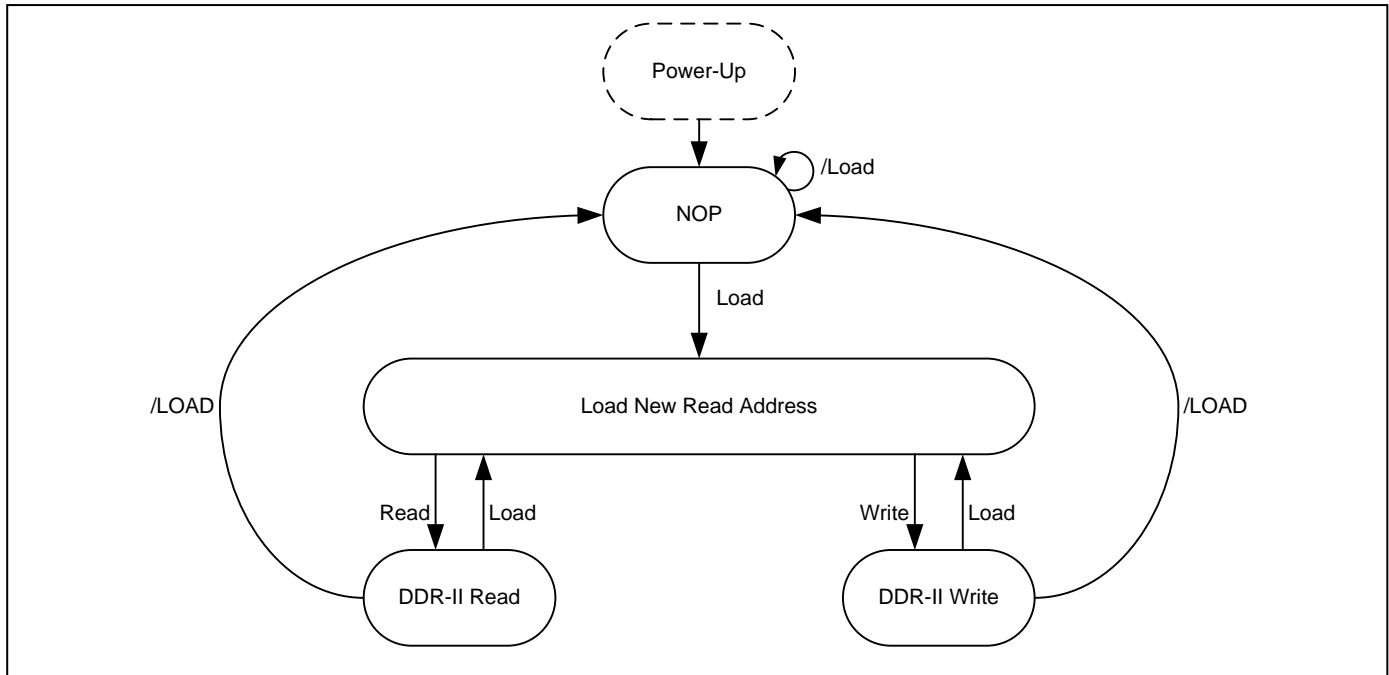 Power-Up
/Load
NOP
Load
/LOAD
Load New Read Address
/LOAD
Read
Load
Write
Load
DDR-II Read
DDR-II Write